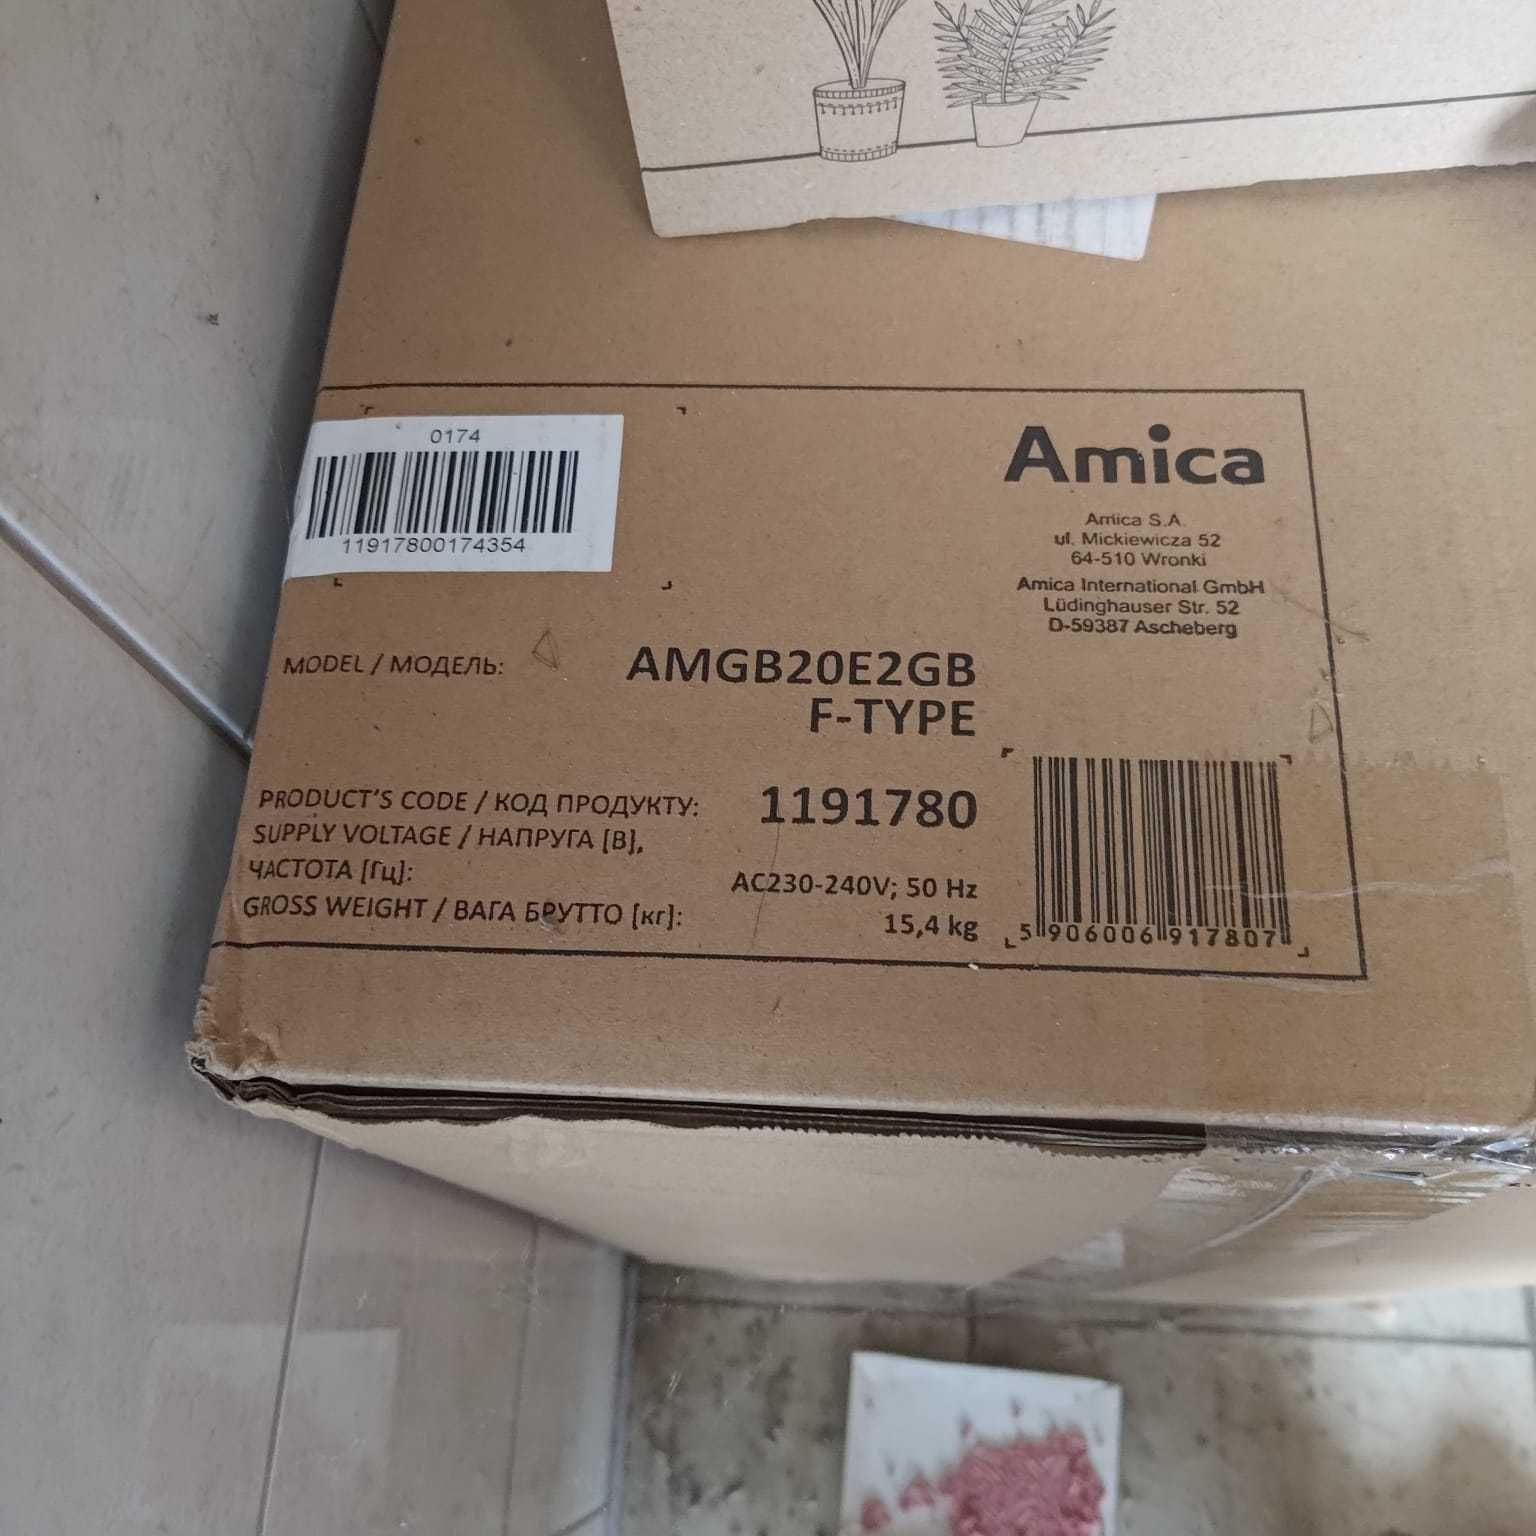 0174
11917800174354
Amica
Amica S.A.
ul. Mickiewicza 52
64-510 Wronki
Amica International GmbH
Lüdinghauser Str. 52
D-59387 Ascheberg
MODEL / МОДЕЛЬ: AMGB20E2GB
F-TYPE
PRODUCT'S CODE / КОД ПРОДУКТУ: 1191780
SUPPLY VOLTAGE / НАПРУГА [В],
ЧАСТОТА [Гц]: AC230-240V; 50 Hz
GROSS WEIGHT / ВАГА БРУТТО [кг]: 15,4 kg
5 906006 917807